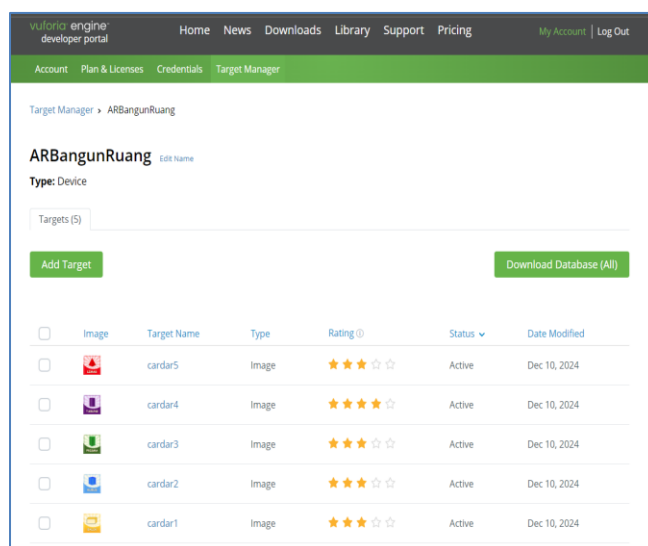 vuforia engine Home News Downloads Library Support Pricing My Account | Log Out
developer portal
Account Plan & Licenses Credentials Target Manager
Target Manager > ARBangunRuang
ARBangunRuang Edit Name
Type: Device
Targets (5)
Add Target Download Database (All)
Image Target Name Type Rating Status Date Modified
cardar5 Image Active Dec 10, 2024
cardar4 Image Active Dec 10, 2024
cardar3 Image Active Dec 10, 2024
cardar2 Image Active Dec 10, 2024
cardar1 Image Active Dec 10, 2024